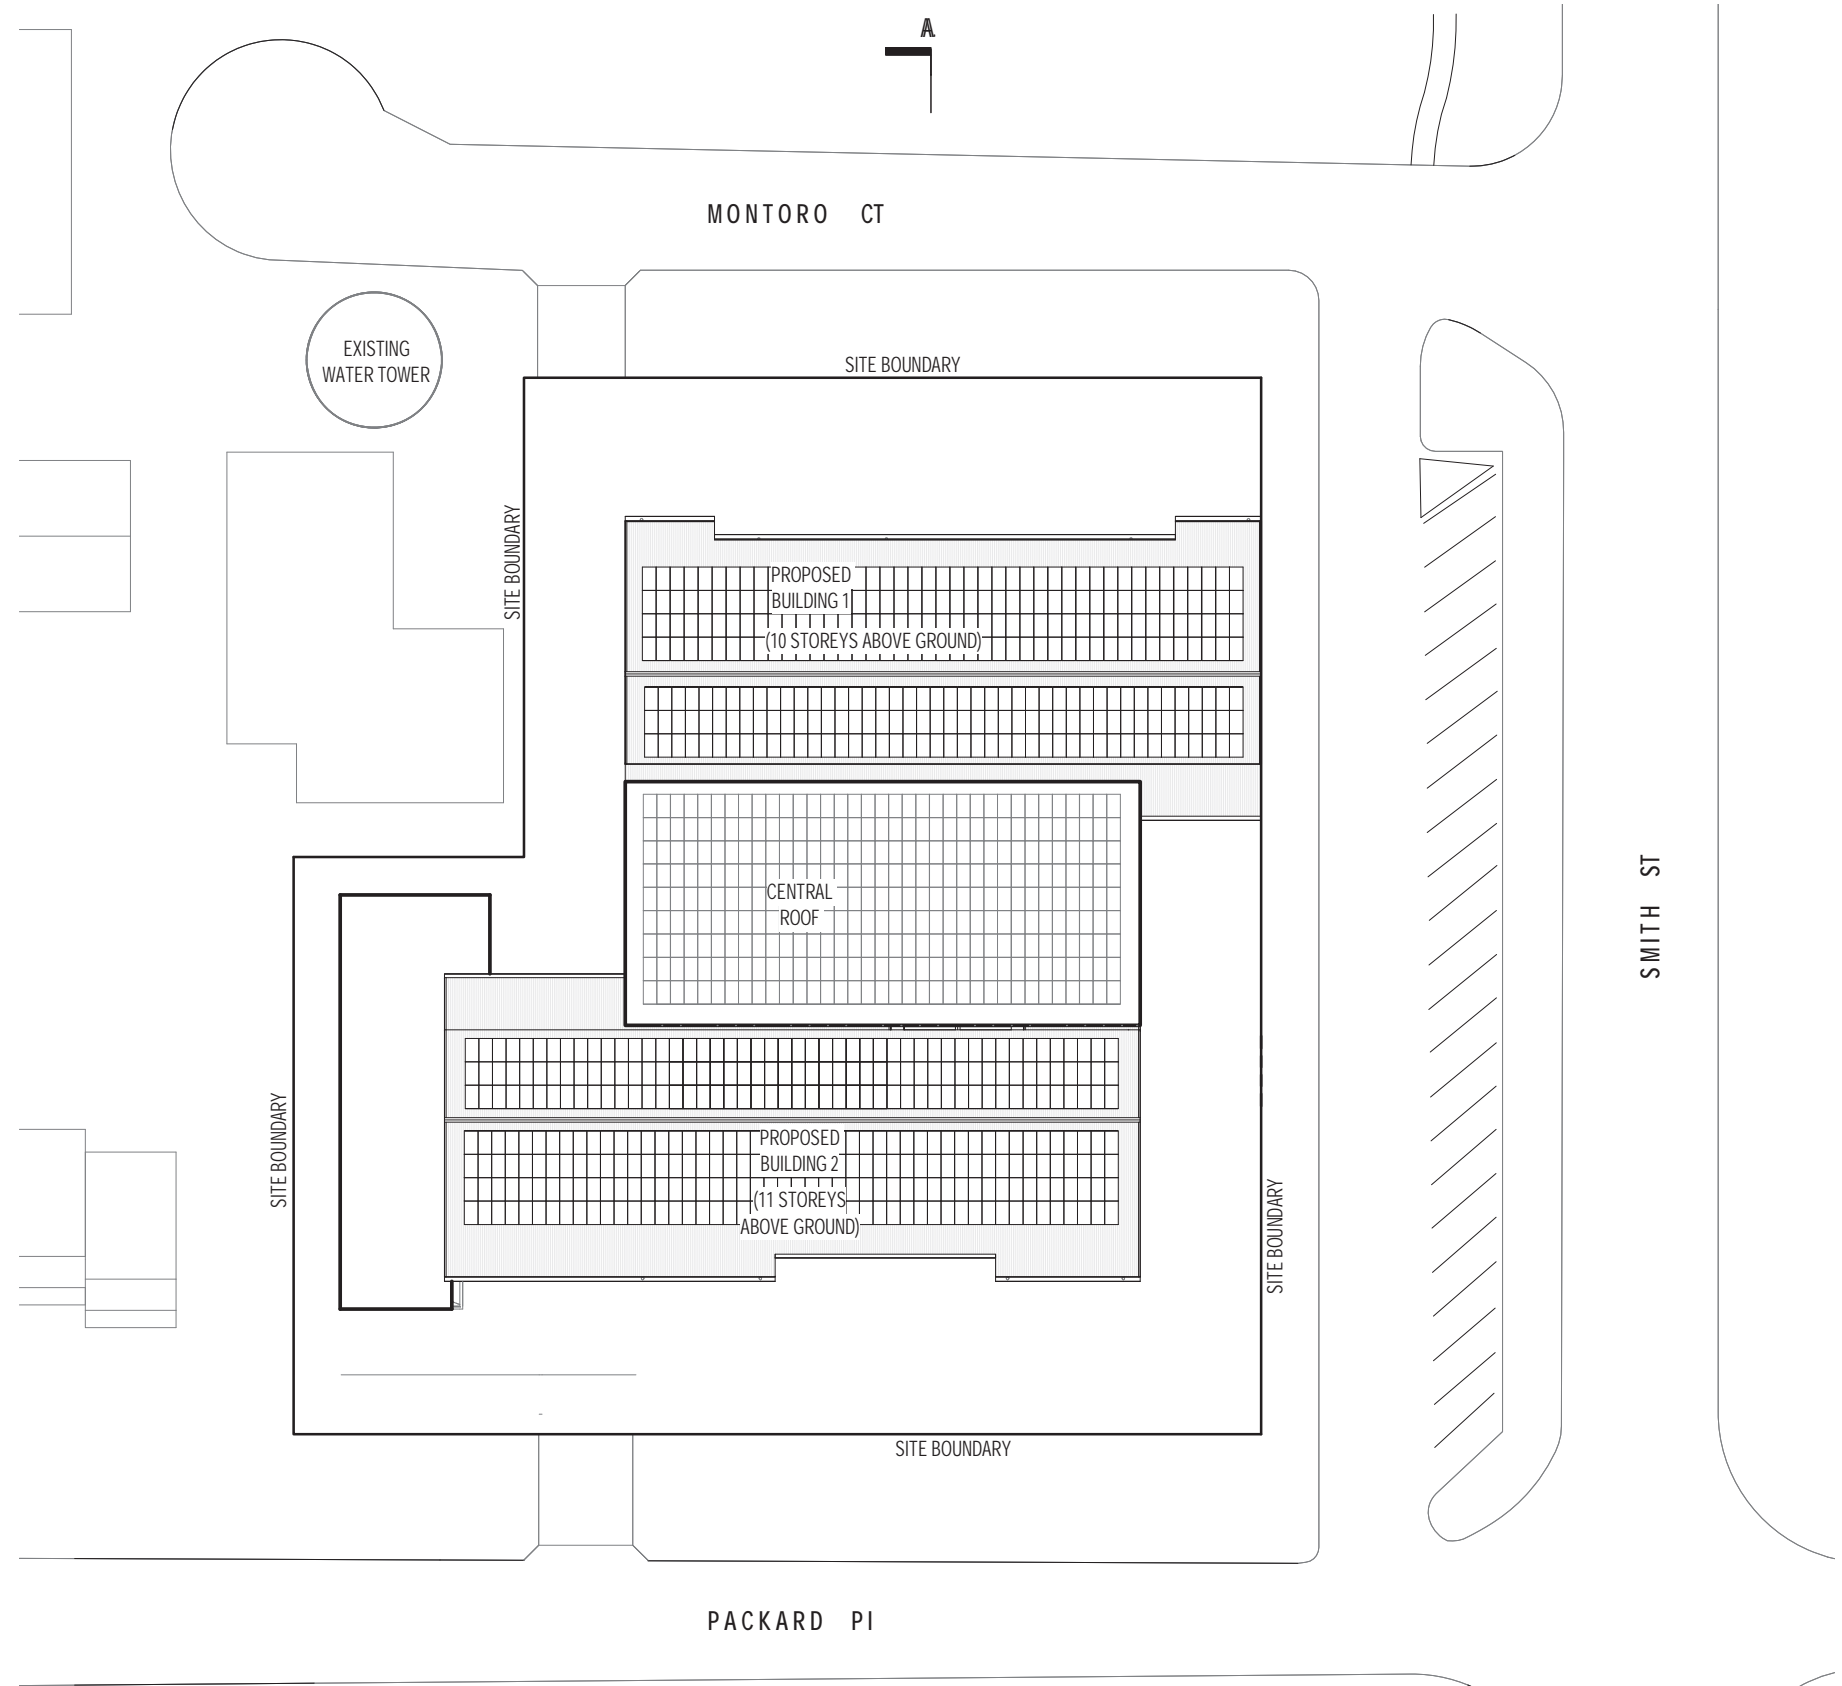 A
MONTORO CT
EXISTING
WATER TOWER
SITE BOUNDARY
SITE BOUNDARY
PROPOSED
BUILDING 1
(10 STOREYS ABOVE GROUND)
CENTRAL
ROOF
SMITH ST
SITE BOUNDARY
PROPOSED
BUILDING 2
(11 STOREYS
ABOVE GROUND)
SITE BOUNDARY
SITE BOUNDARY
PACKARD PI